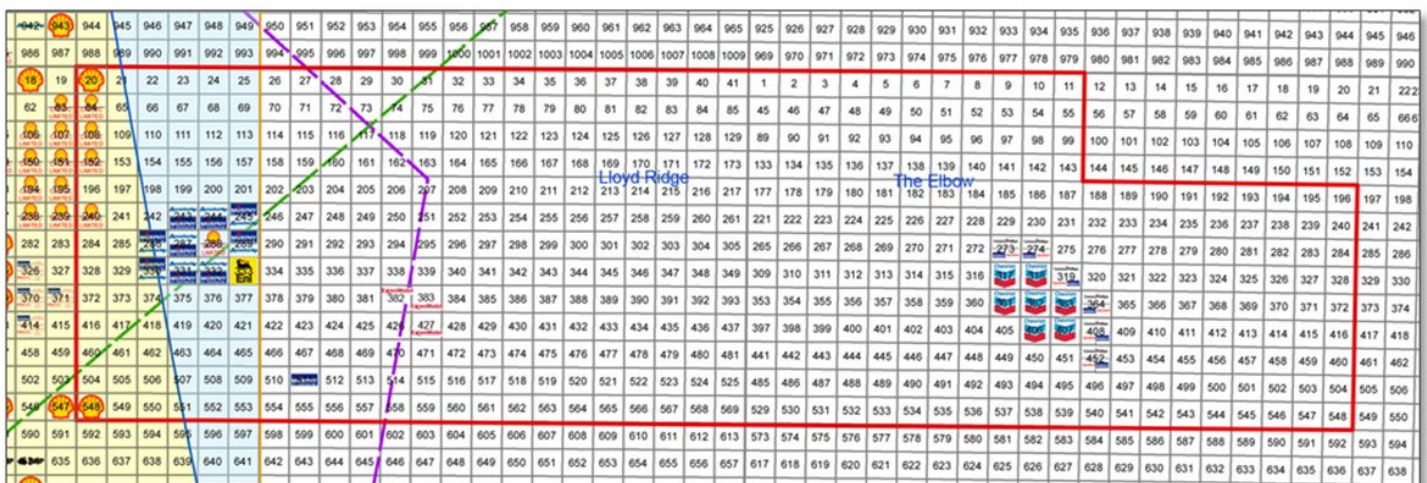 942 943 944 945 946 947 948 949 950 951 952 953 954 955 956 957 958 959 960 961 962 963 964 965 925 926 927 928 929 930 931 932 933 934 935 936 937 938 939 940 941 942 943 944 945 946
986 987 988 989 990 991 992 993 994 995 996 997 998 999 1000 1001 1002 1003 1004 1005 1006 1007 1008 1009 969 970 971 972 973 974 975 976 977 978 979 980 981 982 983 984 985 986 987 988 989 990
18 19 20 21 22 23 24 25 26 27 28 29 30 31 32 33 34 35 36 37 38 39 40 41 1 2 3 4 5 6 7 8 9 10 11 12 13 14 15 16 17 18 19 20 21 222
62 63 64 65 66 67 68 69 70 71 72 73 74 75 76 77 78 79 80 81 82 83 84 85 45 46 47 48 49 50 51 52 53 54 55 56 57 58 59 60 61 62 63 64 65 666
106 107 108 109 110 111 112 113 114 115 116 117 118 119 120 121 122 123 124 125 126 127 128 129 89 90 91 92 93 94 95 96 97 98 99 100 101 102 103 104 105 106 107 108 109 110
150 151 152 153 154 155 156 157 158 159 160 161 162 163 164 165 166 167 168 169 170 171 172 173 133 134 135 136 137 138 139 140 141 142 143 144 145 146 147 148 149 150 151 152 153 154
Lloyd Ridge The Elbow
194 195 196 197 198 199 200 201 202 203 204 205 206 207 208 209 210 211 212 213 214 215 216 217 177 178 179 180 181 182 183 184 185 186 187 188 189 190 191 192 193 194 195 196 197 198
238 239 240 241 242 243 244 245 246 247 248 249 250 251 252 253 254 255 256 257 258 259 260 261 221 222 223 224 225 226 227 228 229 230 231 232 233 234 235 236 237 238 239 240 241 242
282 283 284 285 286 287 288 289 290 291 292 293 294 295 296 297 298 299 300 301 302 303 304 305 265 266 267 268 269 270 271 272 273 274 275 276 277 278 279 280 281 282 283 284 285 286
326 327 328 329 330 331 332 Eni 334 335 336 337 338 339 340 341 342 343 344 345 346 347 348 349 309 310 311 312 313 314 315 316 317 318 319 320 321 322 323 324 325 326 327 328 329 330
370 371 372 373 374 375 376 377 378 379 380 381 382 383 384 385 386 387 388 389 390 391 392 393 353 354 355 356 357 358 359 360 361 362 363 364 365 366 367 368 369 370 371 372 373 374
414 415 416 417 418 419 420 421 422 423 424 425 426 427 428 429 430 431 432 433 434 435 436 437 397 398 399 400 401 402 403 404 405 406 407 408 409 410 411 412 413 414 415 416 417 418
458 459 460 461 462 463 464 465 466 467 468 469 470 471 472 473 474 475 476 477 478 479 480 481 441 442 443 444 445 446 447 448 449 450 451 452 453 454 455 456 457 458 459 460 461 462
502 503 504 505 506 507 508 509 510 512 513 514 515 516 517 518 519 520 521 522 523 524 525 485 486 487 488 489 490 491 492 493 494 495 496 497 498 499 500 501 502 503 504 505 506
546 547 548 549 550 551 552 553 554 555 556 557 558 559 560 561 562 563 564 565 566 567 568 569 529 530 531 532 533 534 535 536 537 538 539 540 541 542 543 544 545 546 547 548 549 550
590 591 592 593 594 595 596 597 598 599 600 601 602 603 604 605 606 607 608 609 610 611 612 613 573 574 575 576 577 578 579 580 581 582 583 584 585 586 587 588 589 590 591 592 593 594
635 636 637 638 639 640 641 642 643 644 645 646 647 648 649 650 651 652 653 654 655 656 657 617 618 619 620 621 622 623 624 625 626 627 628 629 630 631 632 633 634 635 636 637 638